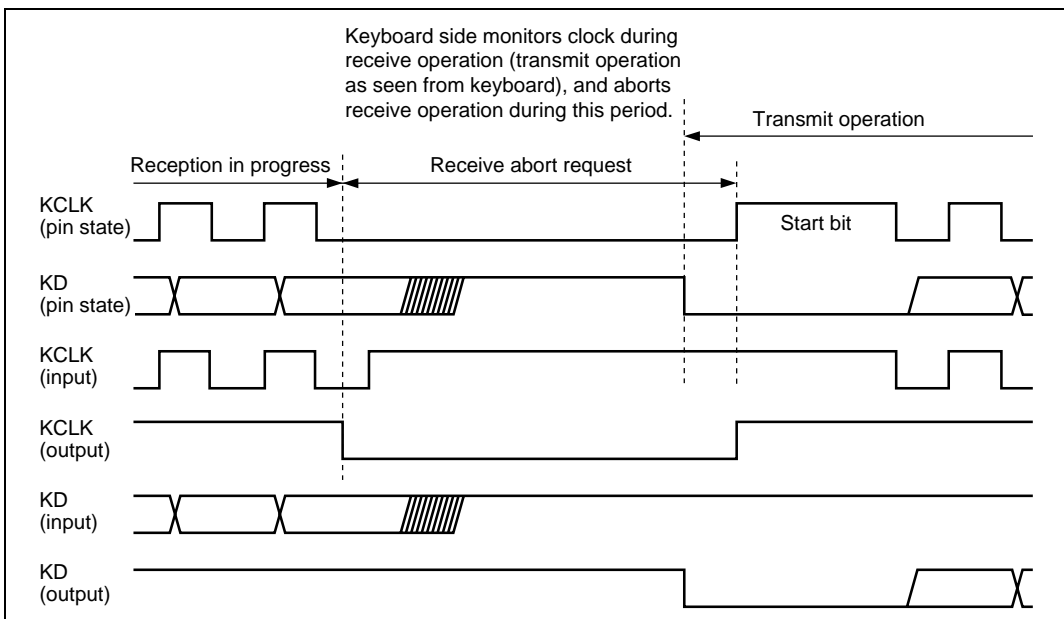 Keyboard side monitors clock during
receive operation (transmit operation
as seen from keyboard), and aborts
receive operation during this period.
Transmit operation
Reception in progress
Receive abort request
KCLK
(pin state)
Start bit
KD
(pin state)
KCLK
(input)
KCLK
(output)
KD
(input)
KD
(output)